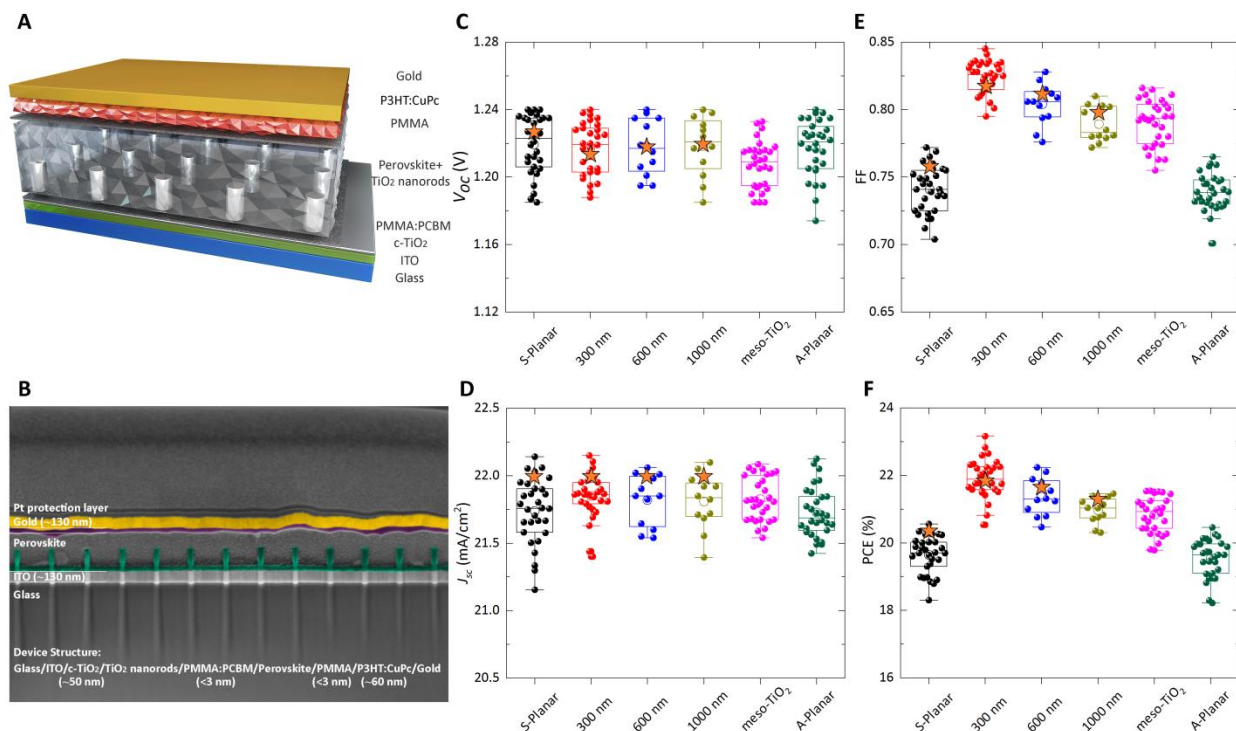 A
Gold
P3HT:CuPc
PMMA
Perovskite+
TiO₂ nanorods
PMMA:PCBM
c-TiO₂
ITO
Glass
B
Pt protection layer
Gold (~130 nm)
Perovskite
ITO (~130 nm)
Glass
Device Structure:
Glass/ITO/c-TiO₂/TiO₂ nanorods/PMMA:PCBM/Perovskite/PMMA/P3HT:CuPc/Gold
(~50 nm) (<3 nm) (<3 nm) (~60 nm)
C
V_OC (V)
1.28
1.24
1.20
1.16
1.12
S-Planar
300 nm
600 nm
1000 nm
meso-TiO₂
A-Planar
D
J_sc (mA/cm²)
22.5
22.0
21.5
21.0
20.5
S-Planar
300 nm
600 nm
1000 nm
meso-TiO₂
A-Planar
E
FF
0.85
0.80
0.75
0.70
0.65
S-Planar
300 nm
600 nm
1000 nm
meso-TiO₂
A-Planar
F
PCE (%)
24
22
20
18
16
S-Planar
300 nm
600 nm
1000 nm
meso-TiO₂
A-Planar